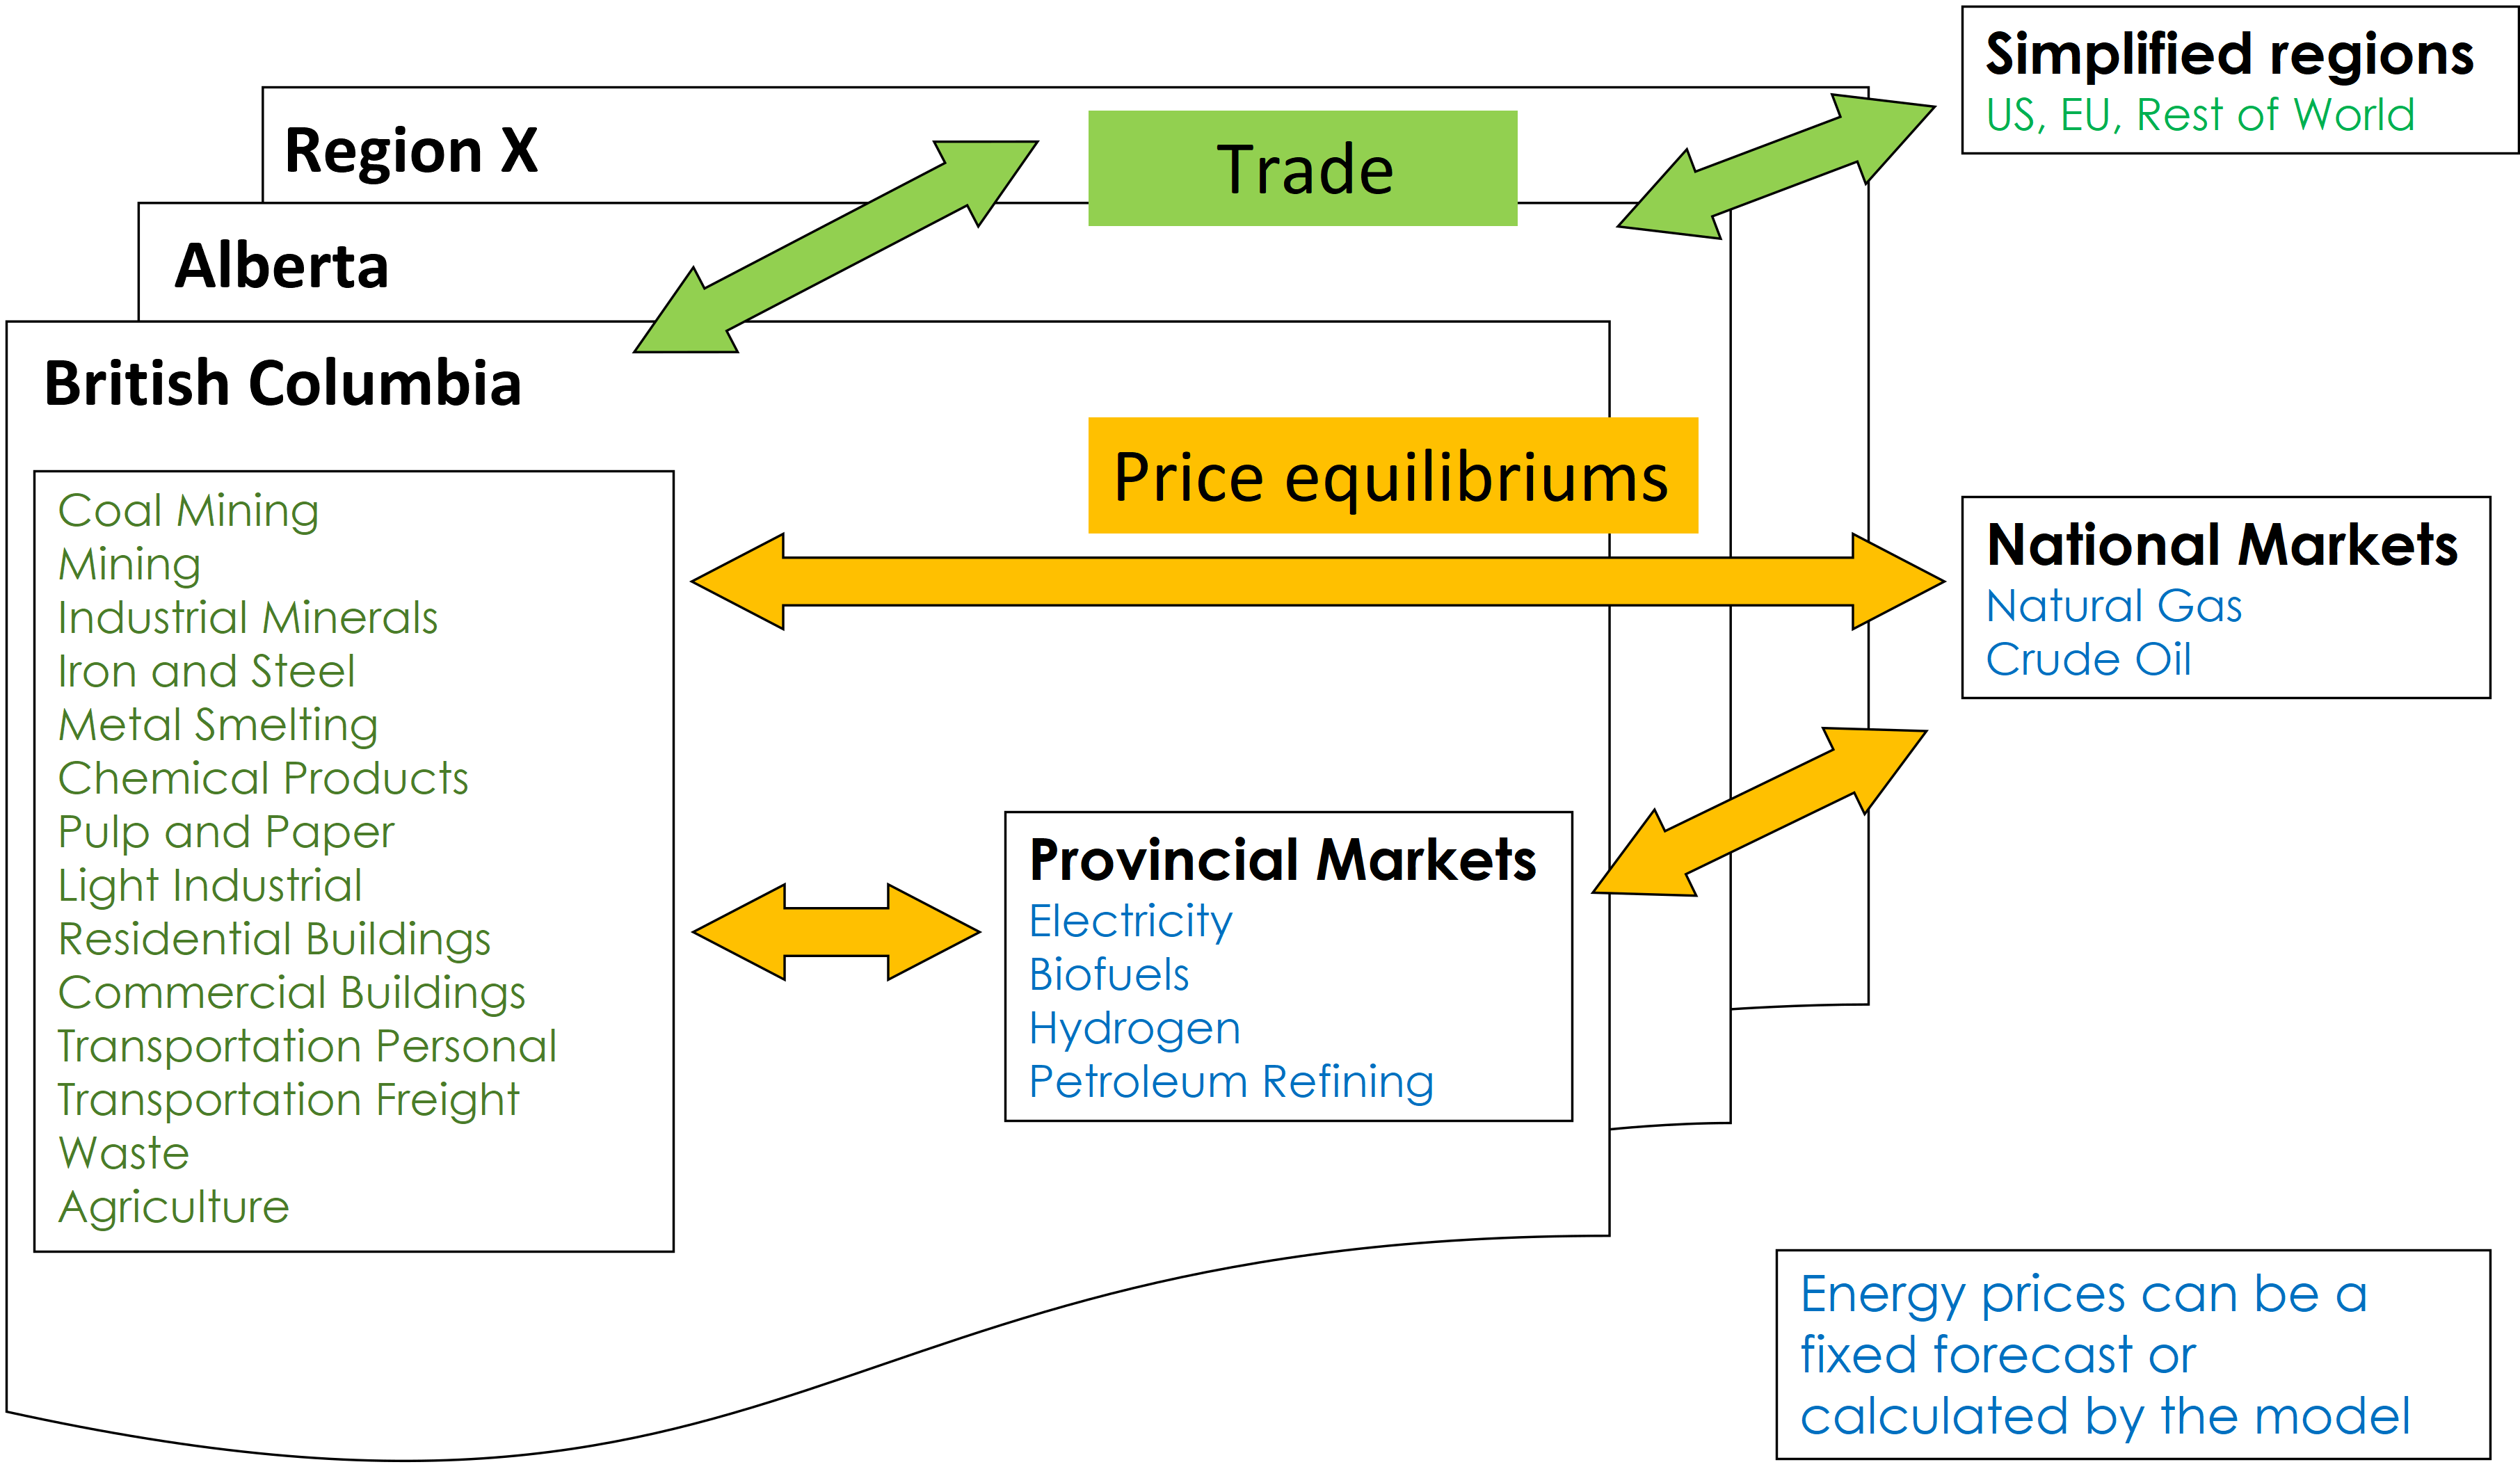 Simplified regions
US, EU, Rest of World
Region X
Trade
Alberta
British Columbia
Price equilibriums
Coal Mining
Mining
Industrial Minerals
Iron and Steel
Metal Smelting
Chemical Products
Pulp and Paper
Light Industrial
Residential Buildings
Commercial Buildings
Transportation Personal
Transportation Freight
Waste
Agriculture
National Markets
Natural Gas
Crude Oil
Provincial Markets
Electricity
Biofuels
Hydrogen
Petroleum Refining
Energy prices can be a
fixed forecast or
calculated by the model